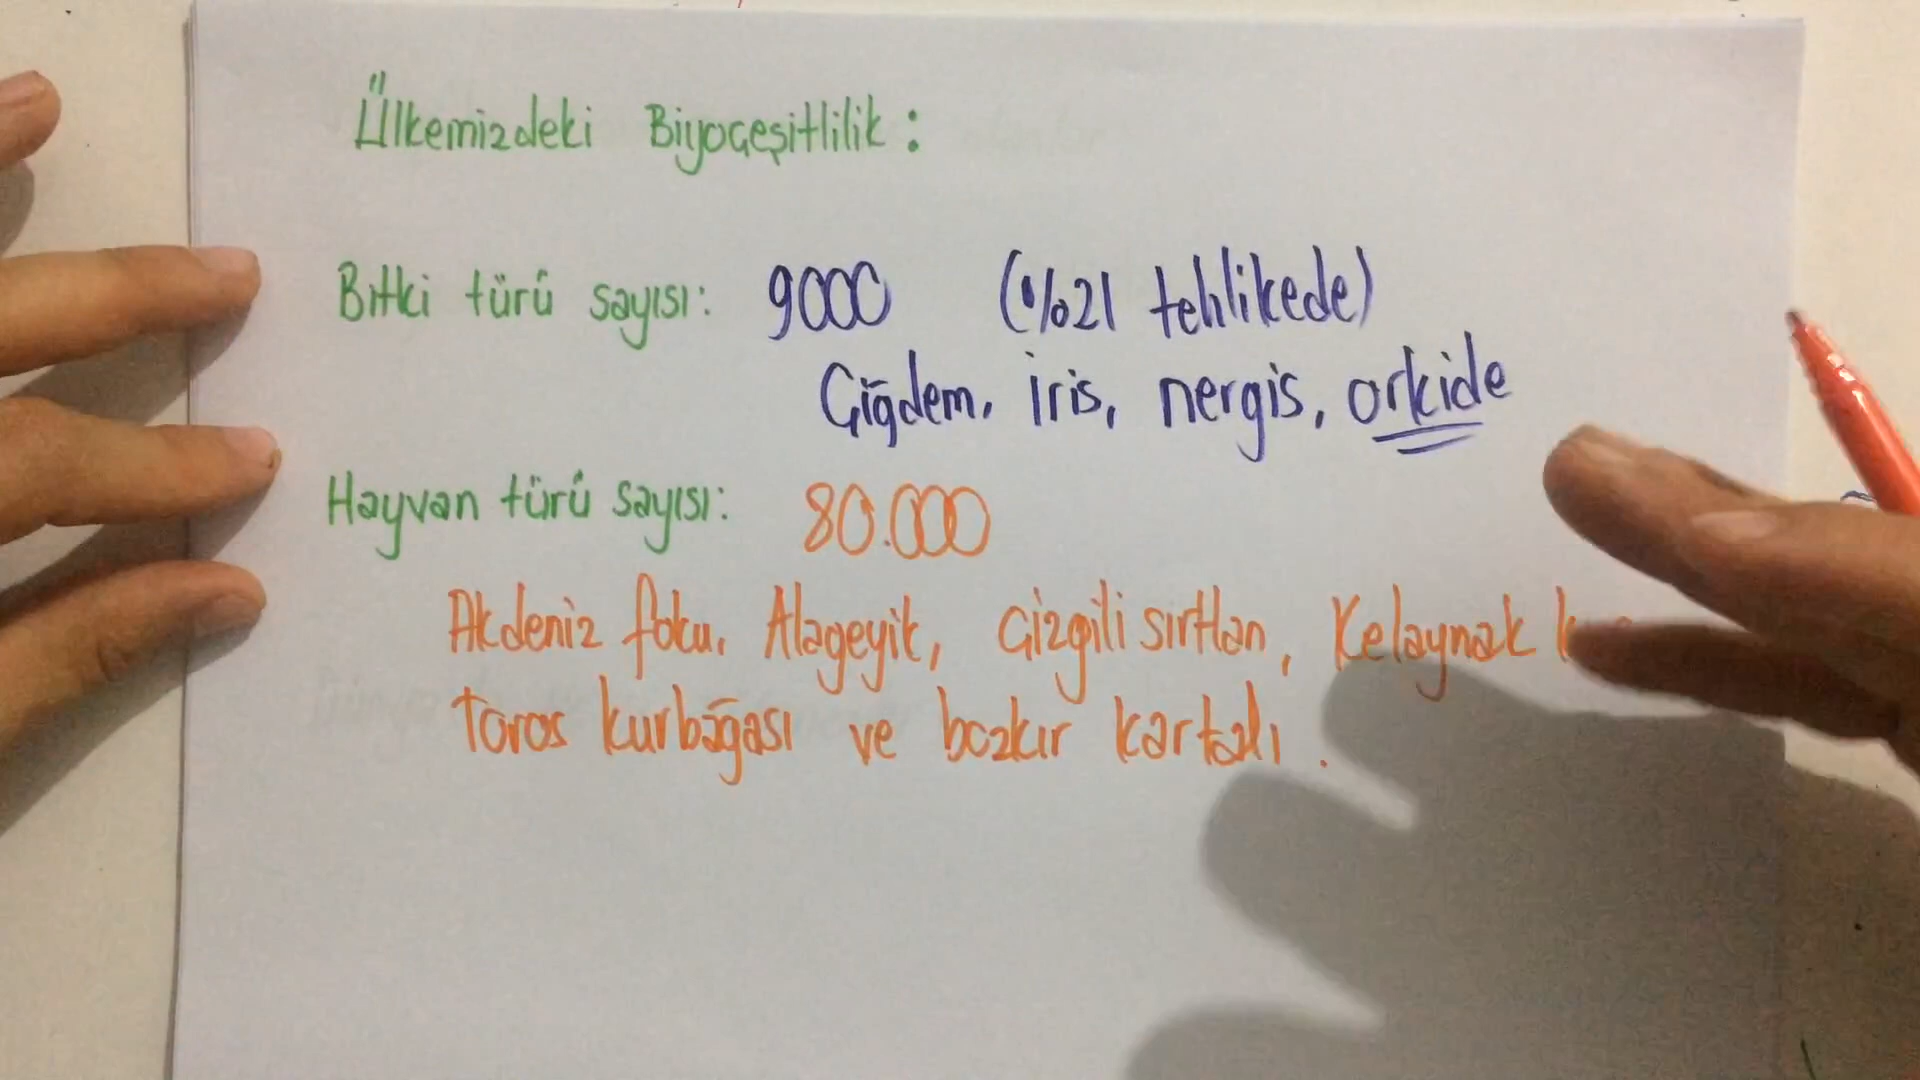 Ülkemizdeki Biyoçeşitlilik:
Bitki türü sayısı: 9000 (%21 tehlikede)
Çiğdem, iris, nergis, orkide
Hayvan türü sayısı: 80.000
Akdeniz foku, Alageyik, Çizgili sırtlan, Kelaynak
toros kurbağası ve bozkır kartalı.